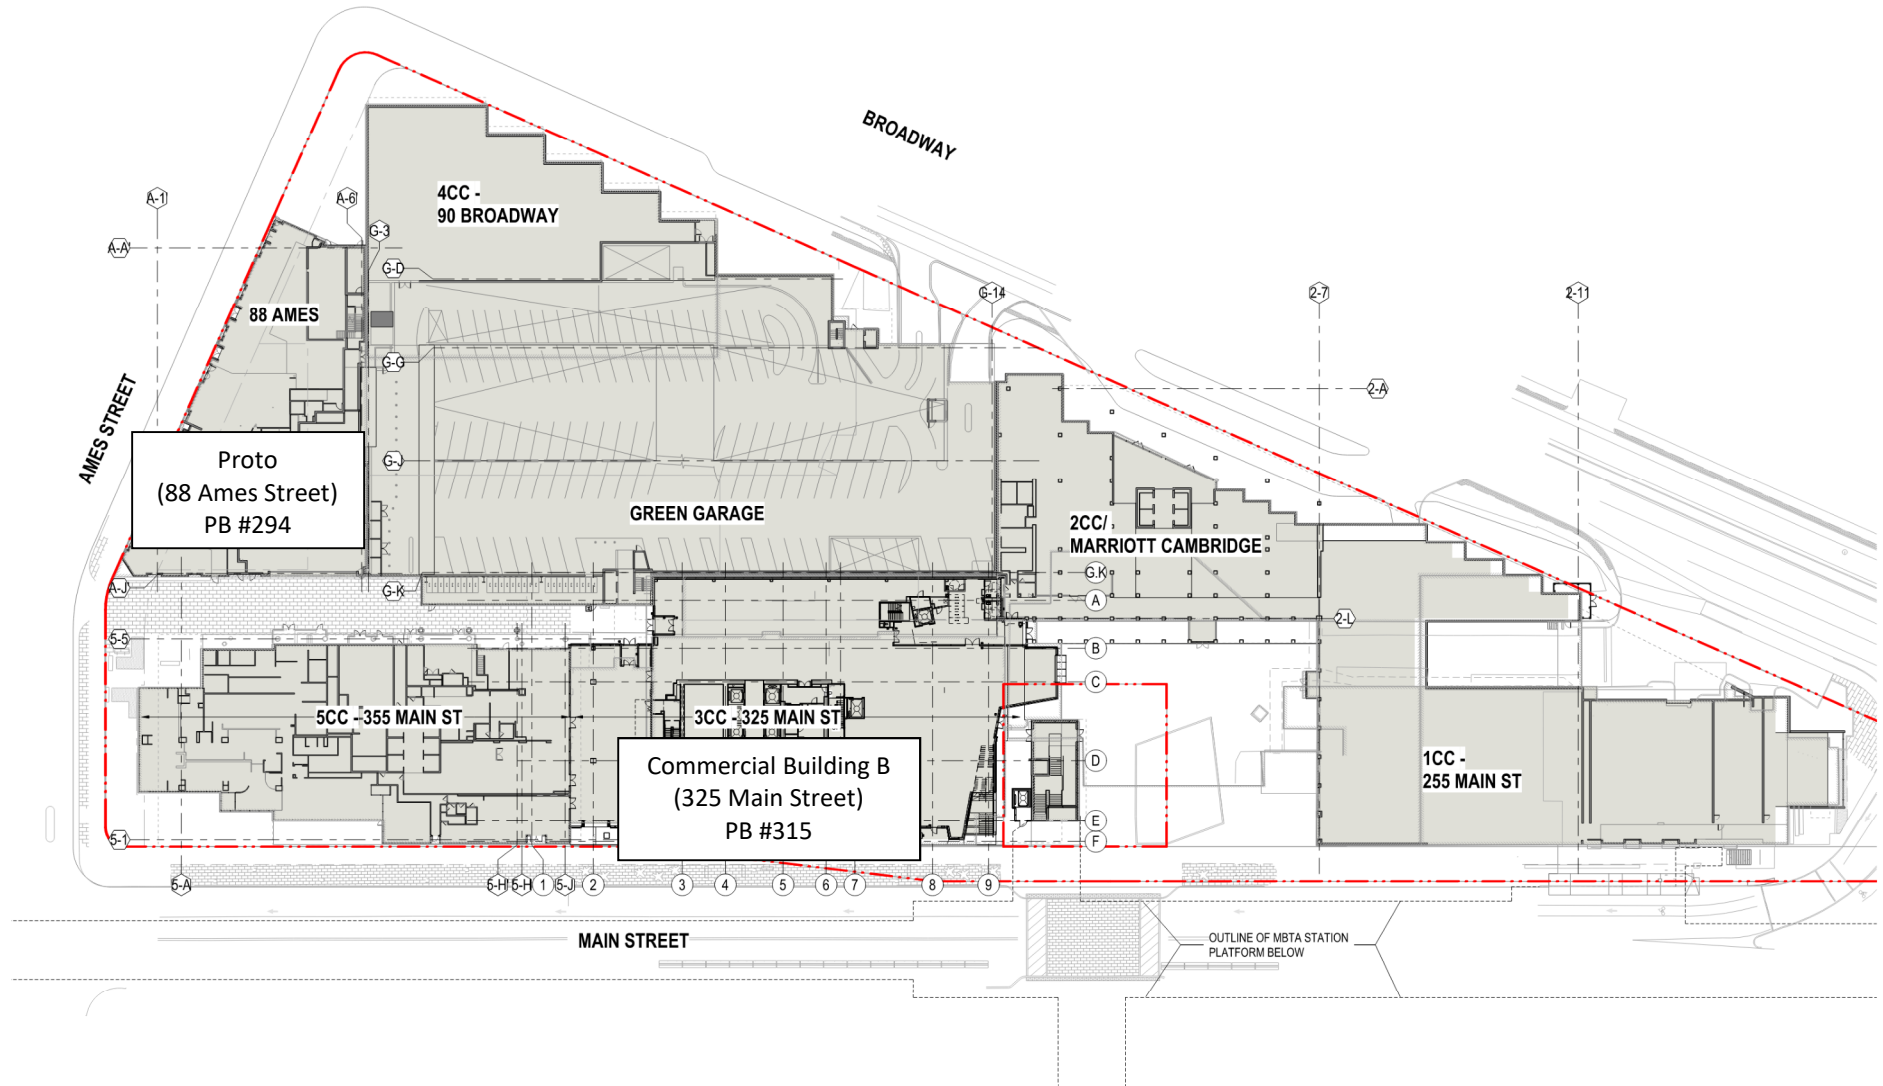 BROADWAY
4CC -
90 BROADWAY
A-1
A-6
G-3
A-A
G-D
G-14
2-7
2-11
88 AMES
G-G
2-A
AMES STREET
Proto
(88 Ames Street)
PB #294
G-J
GREEN GARAGE
2CC/
MARRIOTT CAMBRIDGE
A-J
G-K
G.K
A
5-5
2-L
B
C
5CC - 355 MAIN ST
3CC - 325 MAIN ST
Commercial Building B
(325 Main Street)
PB #315
D
1CC -
255 MAIN ST
E
5-1
F
5-A
5-H'
5-H
1
5-J
2
3
4
5
6
7
8
9
MAIN STREET
OUTLINE OF MBTA STATION
PLATFORM BELOW